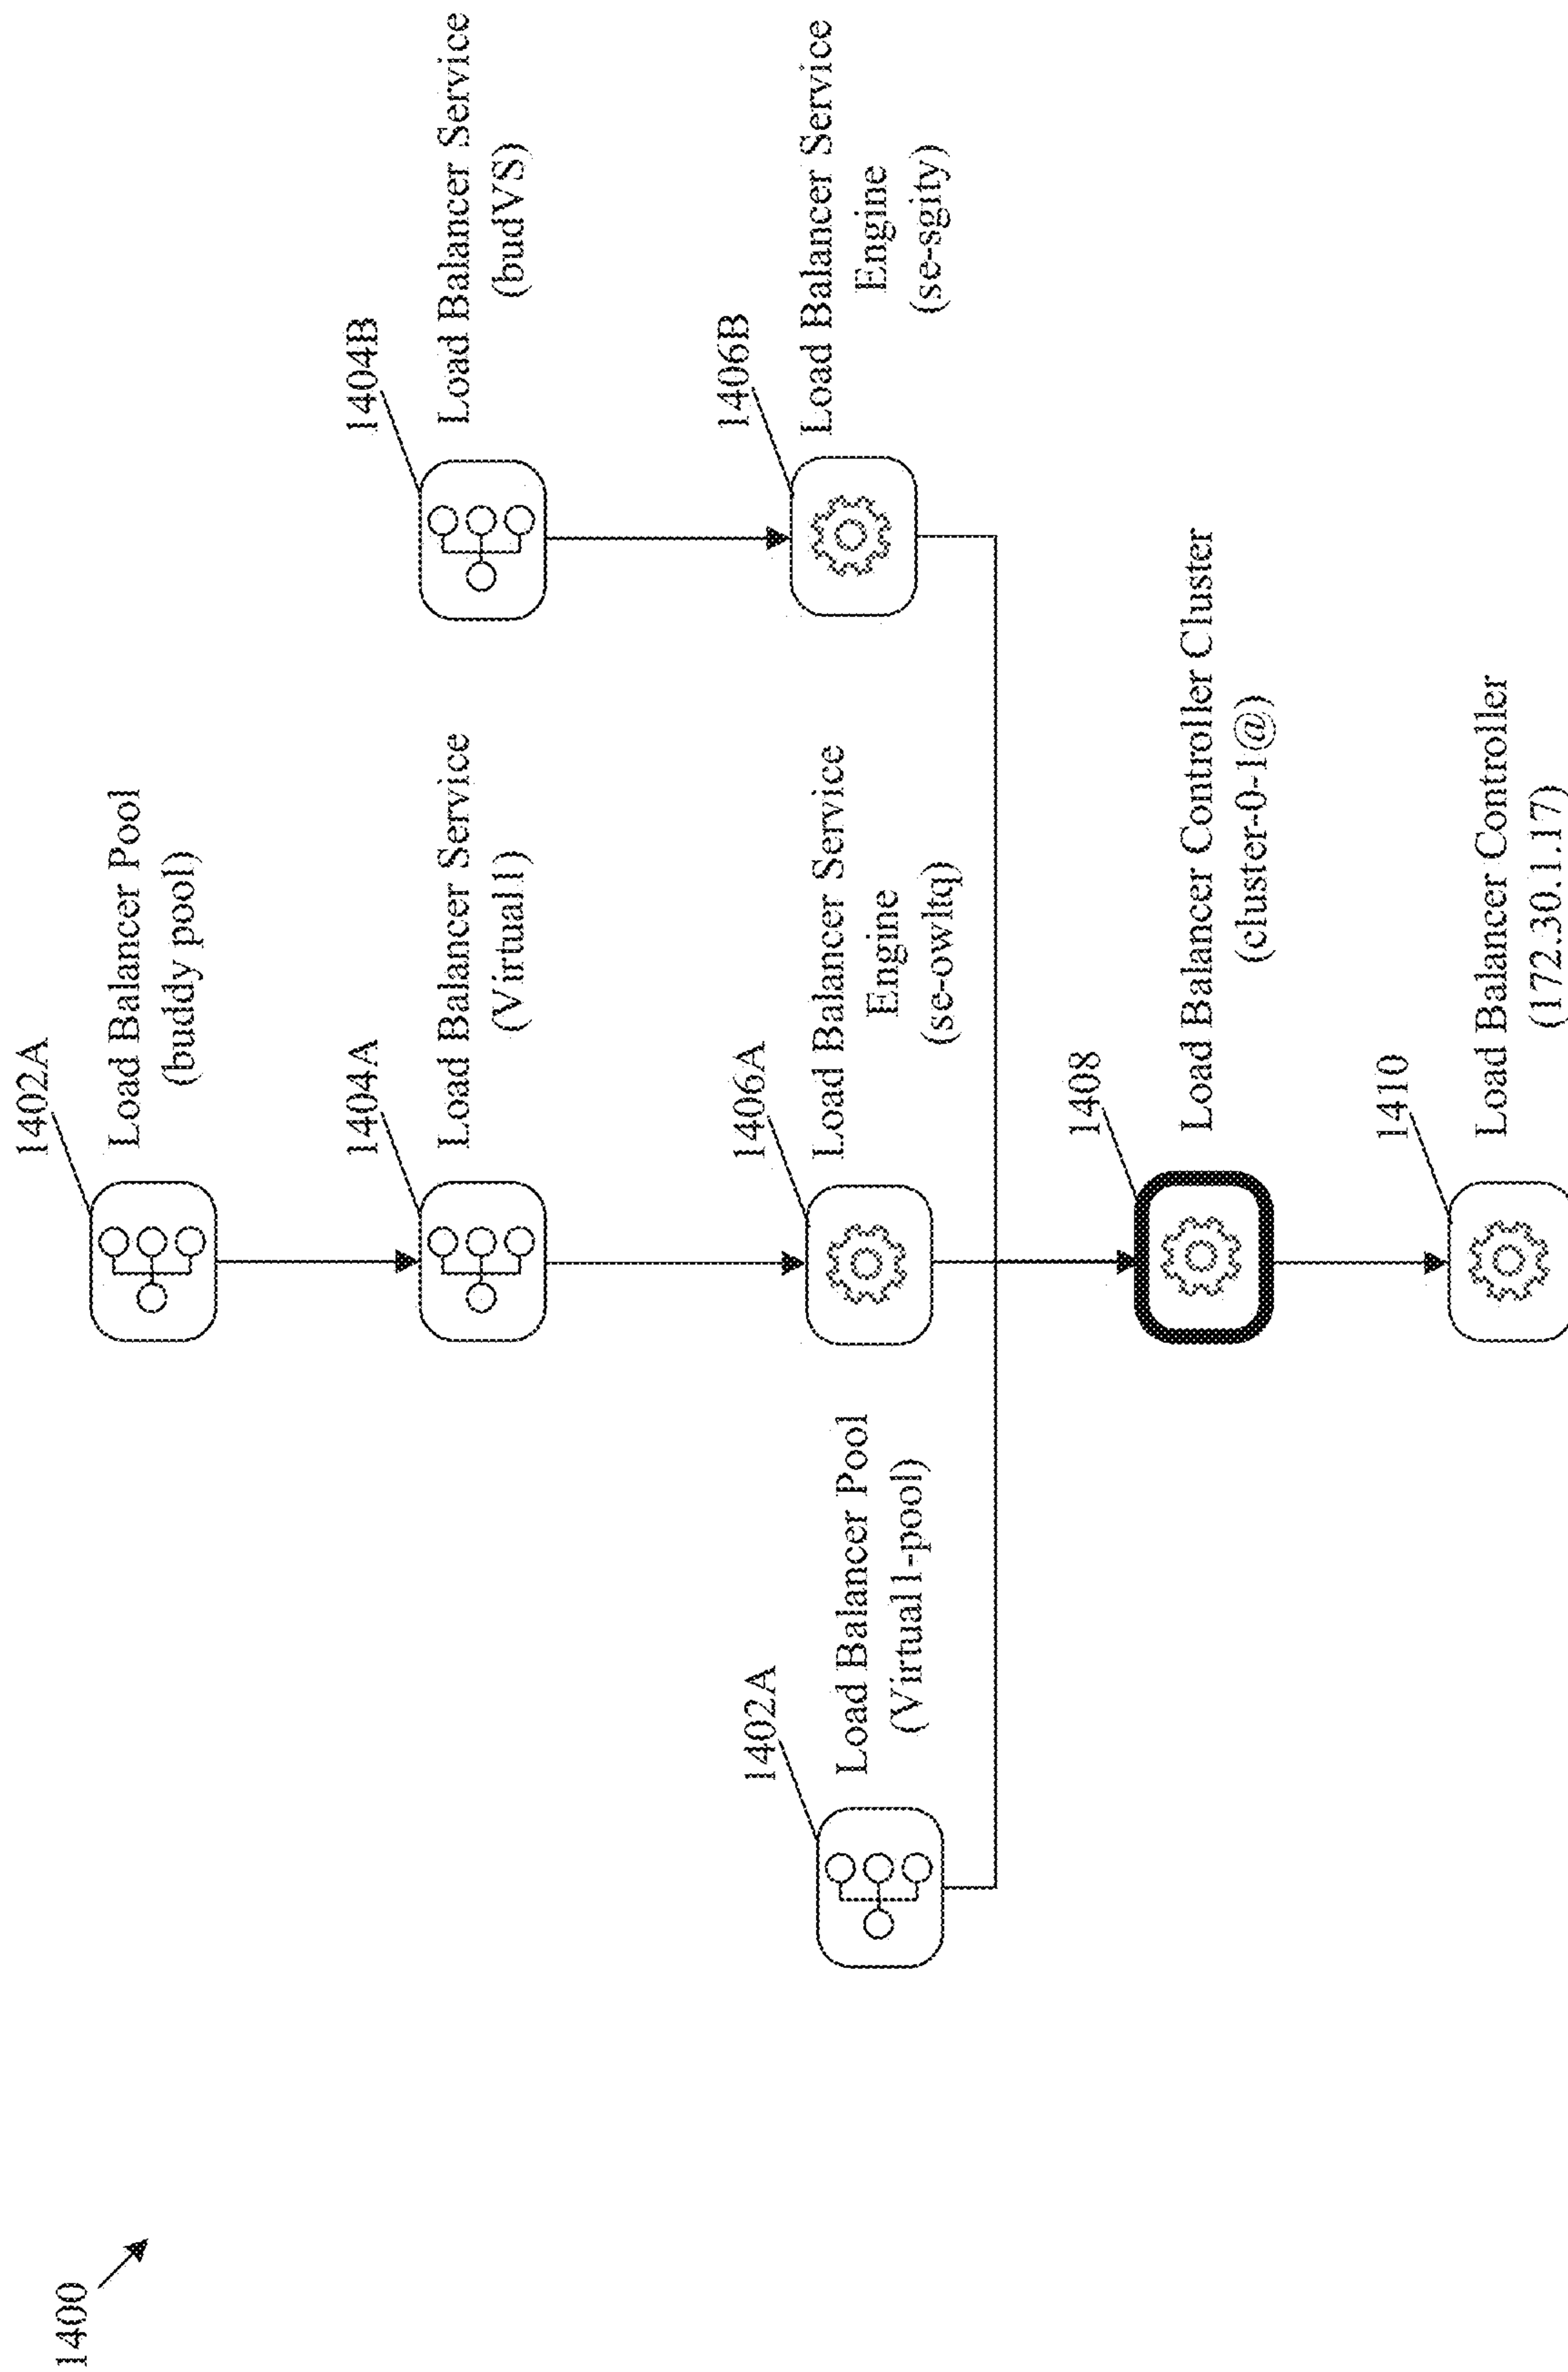 1400
1402A
Load Balancer Pool
(buddy pool)
1404A
Load Balancer Service
(Virtual1)
1404B
Load Balancer Service
(budVS)
1402A
Load Balancer Pool
(Virtual1-pool)
1406A
Load Balancer Service
Engine
(se-owltq)
1406B
Load Balancer Service
Engine
(se-sgity)
1408
Load Balancer Controller Cluster
(cluster-0-1@)
1410
Load Balancer Controller
(172.30.1.17)